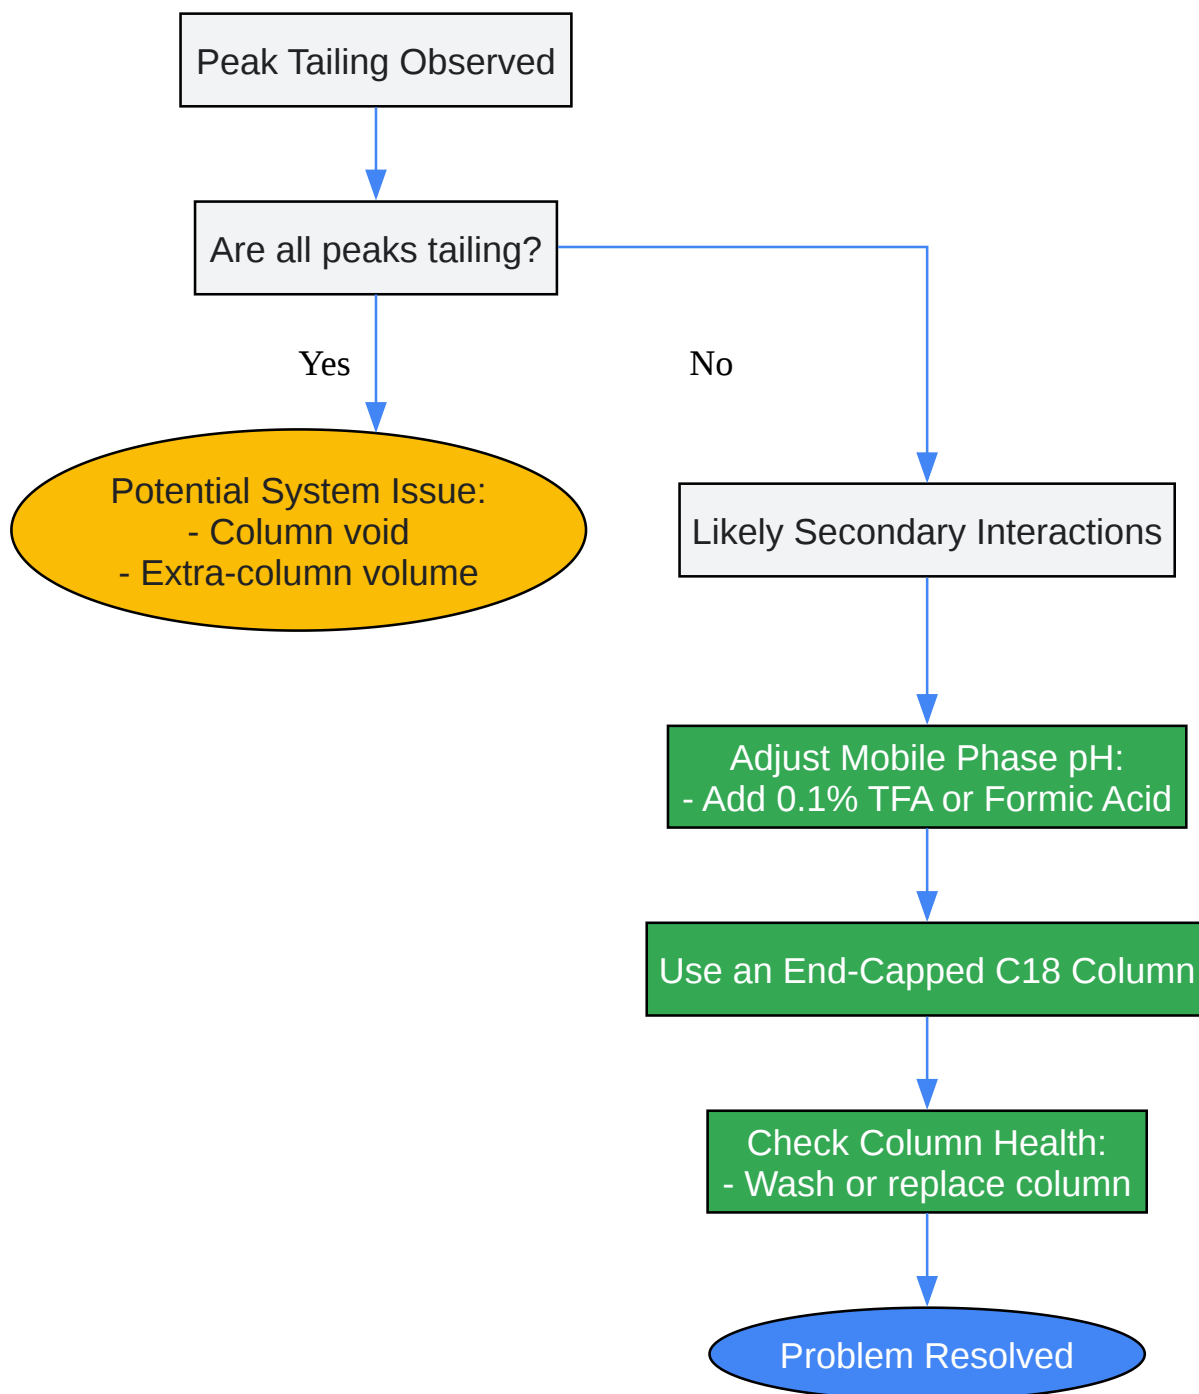 Peak Tailing Observed
Are all peaks tailing?
Yes
No
Potential System Issue:
- Column void
- Extra-column volume
Likely Secondary Interactions
Adjust Mobile Phase pH:
- Add 0.1% TFA or Formic Acid
Use an End-Capped C18 Column
Check Column Health:
- Wash or replace column
Problem Resolved